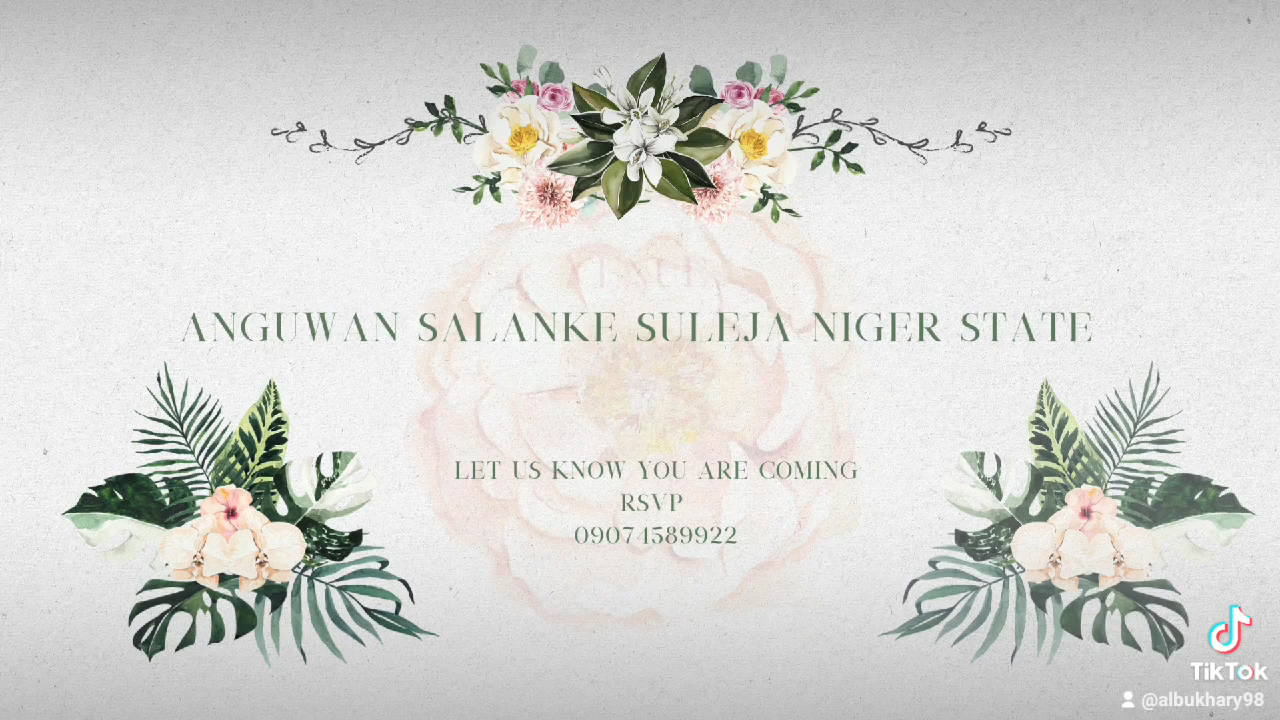 ANGUWAN SALANKE SULEJA NIGER STATE
LET US KNOW YOU ARE COMING
RSVP
09074589922
TikTok
@albukhary98